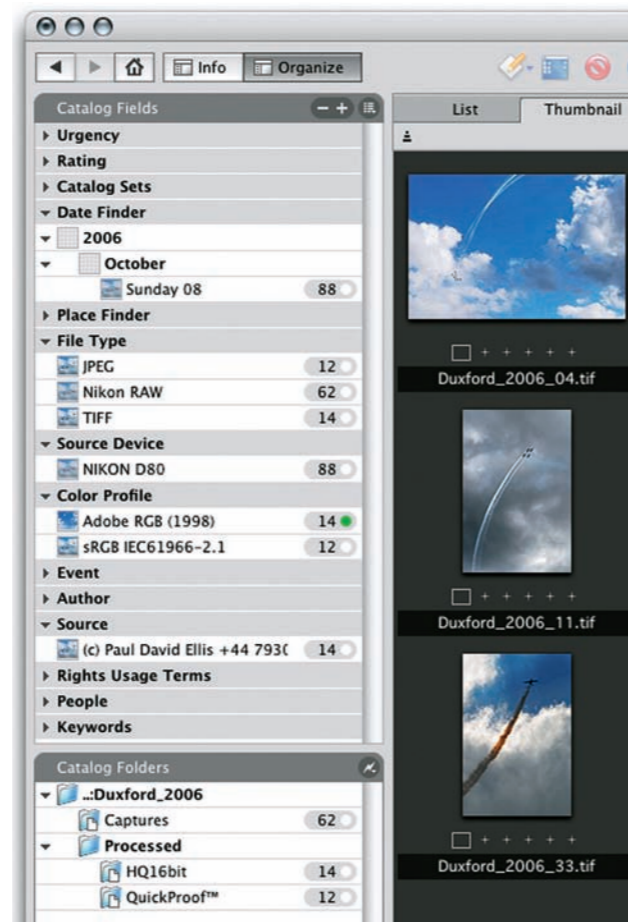 Info
Organize
Catalog Fields
List
Thumbnail
Urgency
Rating
Catalog Sets
Date Finder
2006
October
Sunday 08 88
Place Finder
File Type
JPEG 12
Nikon RAW 62
TIFF 14
Source Device
NIKON D80 88
Color Profile
Adobe RGB (1998) 14
sRGB IEC61966-2.1 12
Event
Author
Source
(c) Paul David Ellis +44 793( 14
Rights Usage Terms
People
Keywords
Catalog Folders
..:Duxford_2006
Captures 62
Processed
HQ16bit 14
QuickProof™ 12
Duxford_2006_04.tif
Duxford_2006_11.tif
Duxford_2006_33.tif